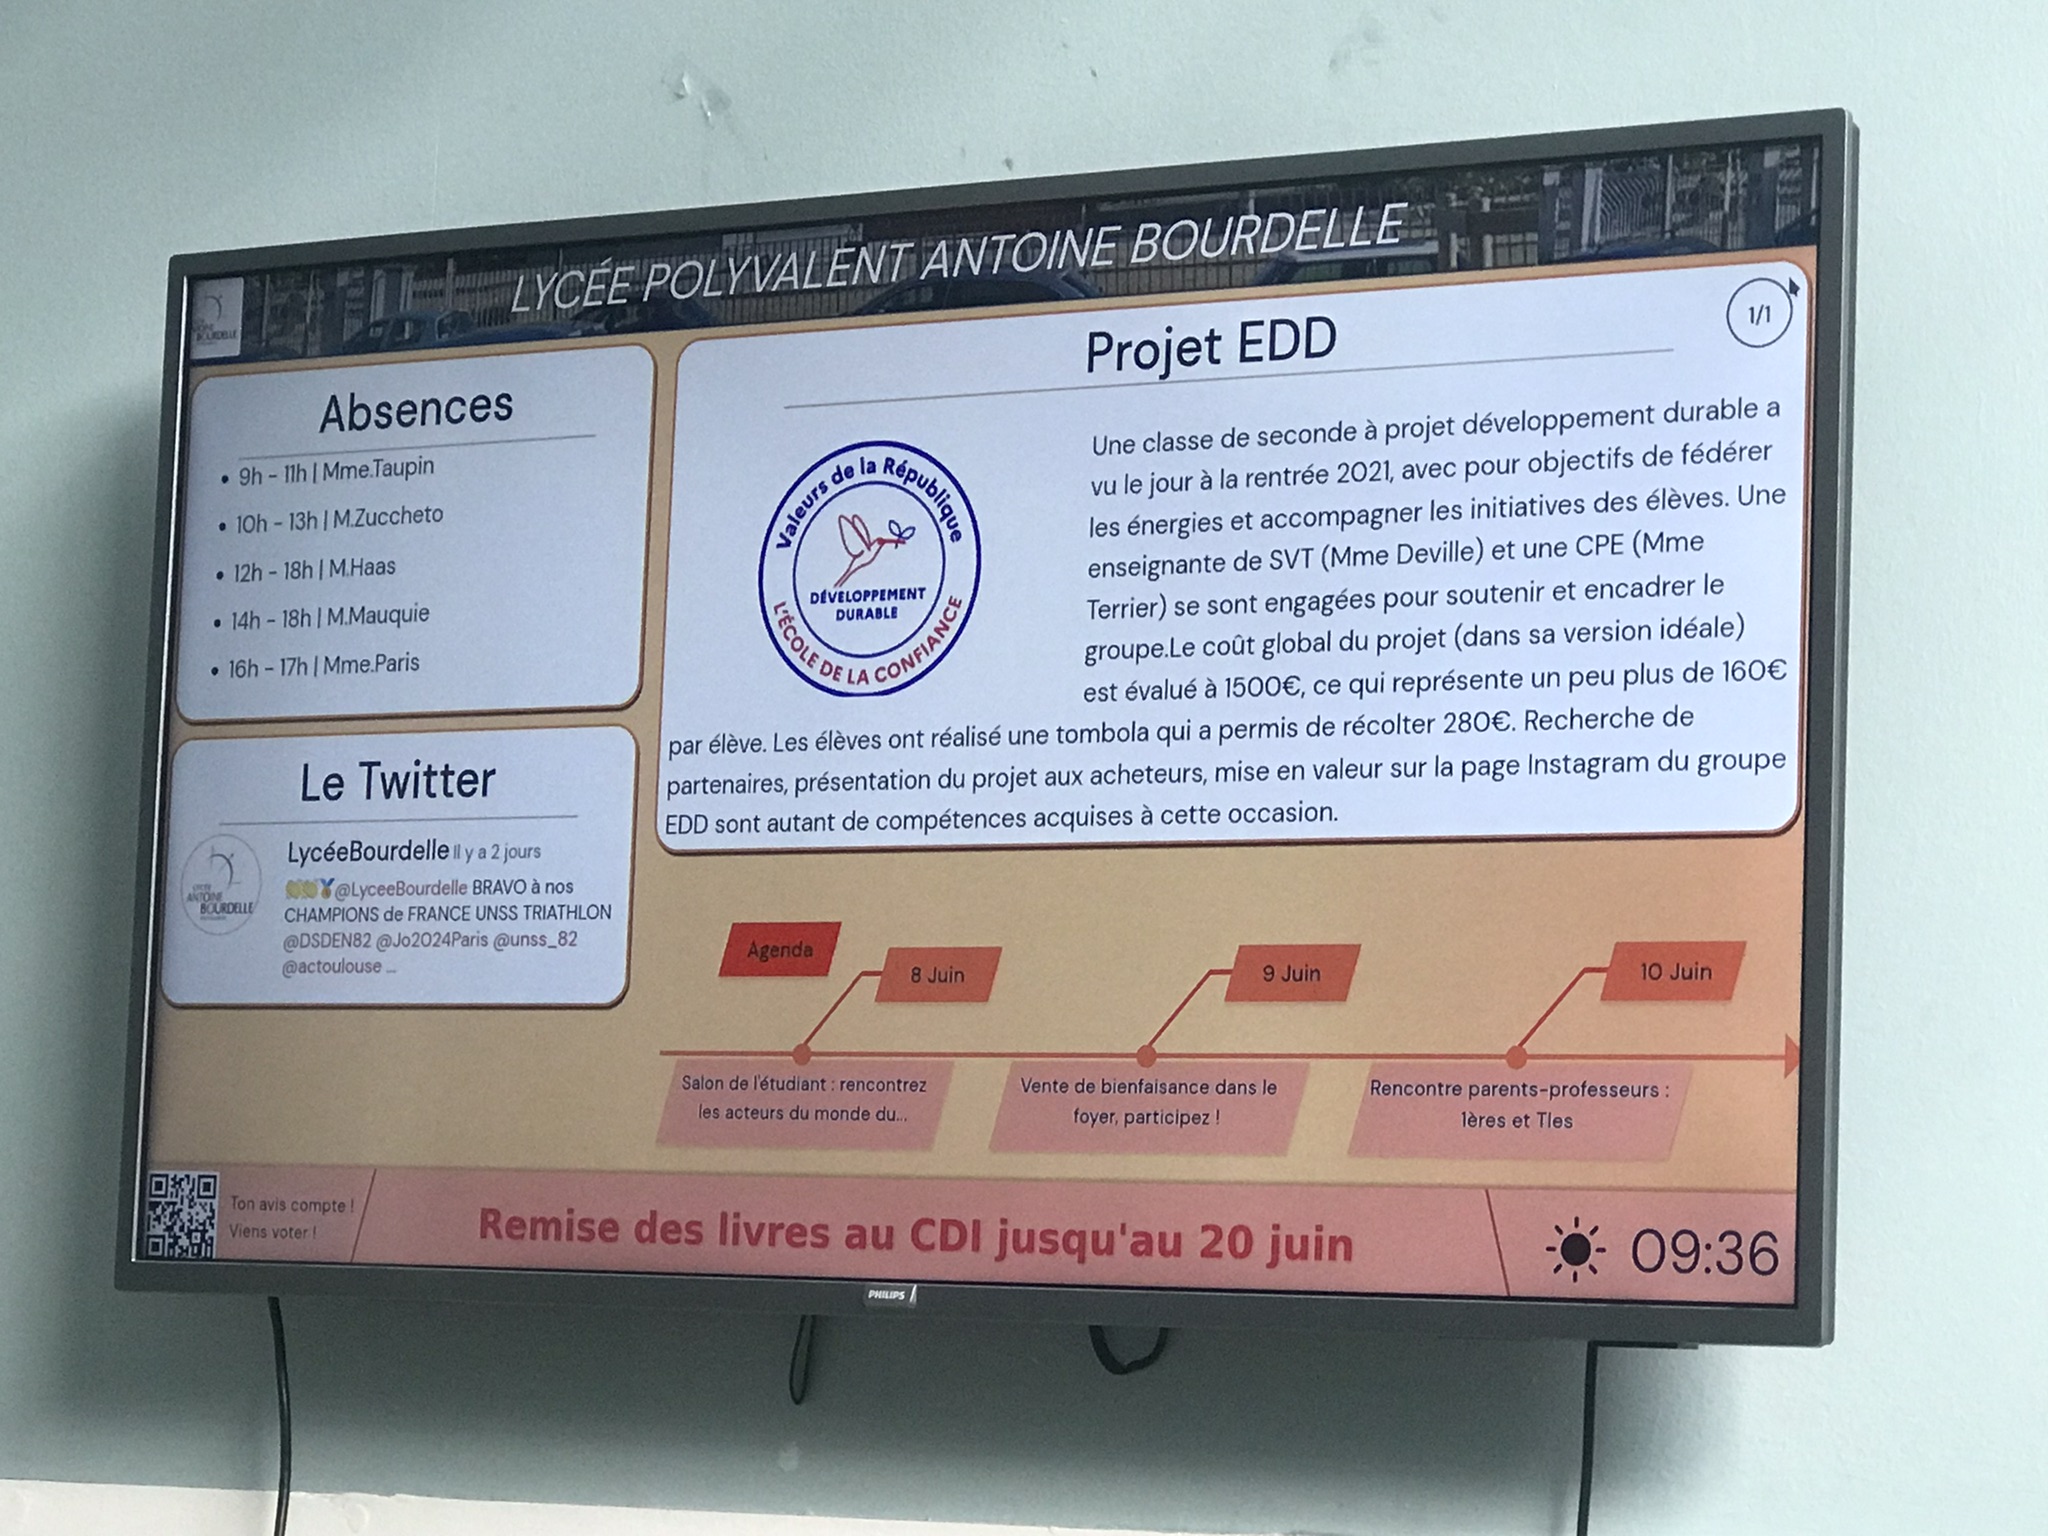 LYCÉE POLYVALENT ANTOINE BOURDELLE
BOURDELLE
Absences
• 9h - 11h | Mme.Taupin
• 10h - 13h | M.Zuccheto
• 12h - 18h | M.Haas
• 14h - 18h | M.Mauquie
• 16h - 17h | Mme.Paris
Le Twitter
LycéeBourdelle Il y a 2 jours
@LyceeBourdelle BRAVO à nos
CHAMPIONS de FRANCE UNSS TRIATHLON
@DSDEN82 @Jo2024Paris @unss_82
@actoulouse ...
LYCÉE
ANTOINE
BOURDELLE
Projet EDD
1/1
Valeurs de la République
DÉVELOPPEMENT
DURABLE
L'ÉCOLE DE LA CONFIANCE
Une classe de seconde à projet développement durable a
vu le jour à la rentrée 2021, avec pour objectifs de fédérer
les énergies et accompagner les initiatives des élèves. Une
enseignante de SVT (Mme Deville) et une CPE (Mme
Terrier) se sont engagées pour soutenir et encadrer le
groupe.Le coût global du projet (dans sa version idéale)
est évalué à 1500€, ce qui représente un peu plus de 160€
par élève. Les élèves ont réalisé une tombola qui a permis de récolter 280€. Recherche de
partenaires, présentation du projet aux acheteurs, mise en valeur sur la page Instagram du groupe
EDD sont autant de compétences acquises à cette occasion.
Agenda
8 Juin
Salon de l'étudiant : rencontrez
les acteurs du monde du...
9 Juin
Vente de bienfaisance dans le
foyer, participez !
10 Juin
Rencontre parents-professeurs :
1ères et Tles
Ton avis compte !
Viens voter !
Remise des livres au CDI jusqu'au 20 juin
09:36
PHILIPS